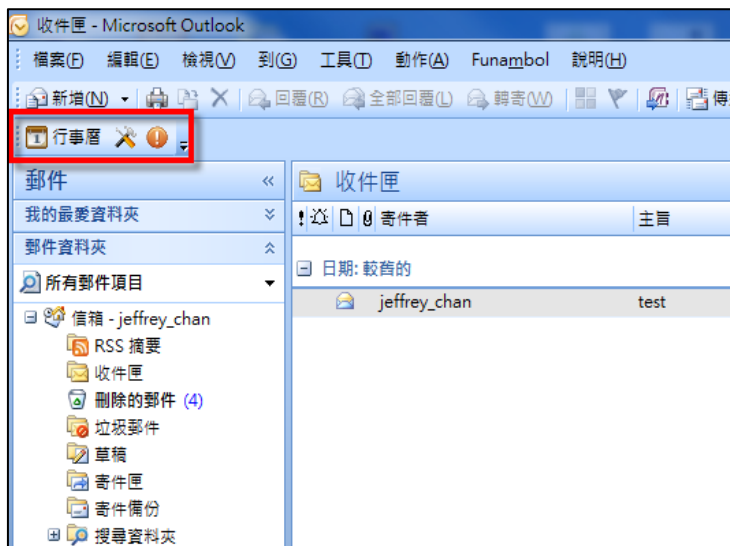 收件匣 - Microsoft Outlook
檔案(F) 編輯(E) 檢視(V) 到(G) 工具(T) 動作(A) Funambol 說明(H)
新增(N) 回覆(R) 全部回覆(L) 轉寄(W) 傳
1 行事曆
郵件 « 收件匣
我的最愛資料夾 寄件者 主旨
郵件資料夾
日期: 較舊的
所有郵件項目
jeffrey_chan test
信箱 - jeffrey_chan
RSS 摘要
收件匣
刪除的郵件 (4)
垃圾郵件
草稿
寄件匣
寄件備份
搜尋資料夾